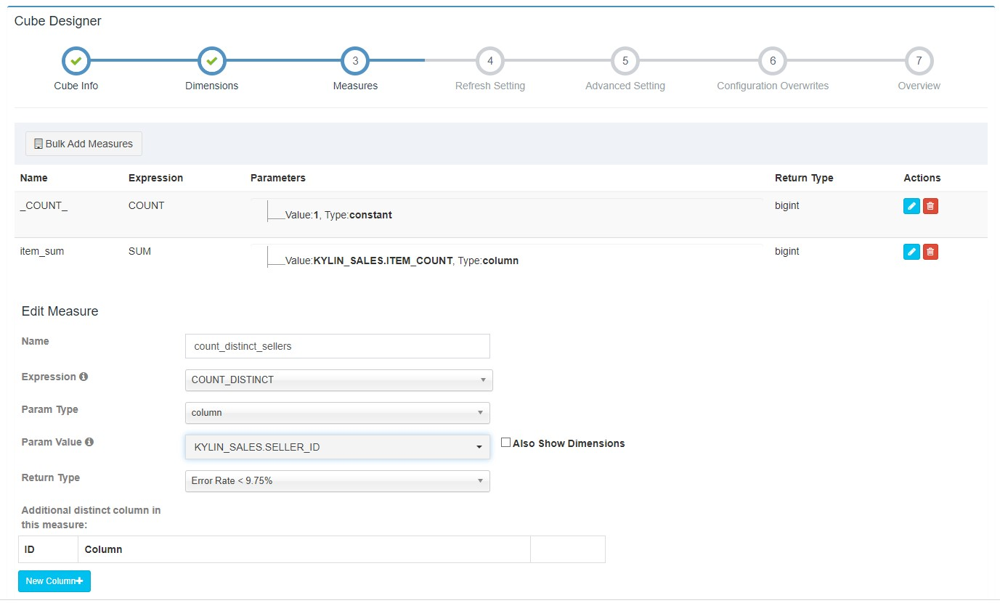 Cube Designer
3 4 5 6 7
Cube Info Dimensions Measures Refresh Setting Advanced Setting Configuration Overwrites Overview
Bulk Add Measures
Name Expression Parameters Return Type Actions
_COUNT_ COUNT Value:1, Type:constant bigint
item_sum SUM Value:KYLIN_SALES.ITEM_COUNT, Type:column bigint
Edit Measure
Name count_distinct_sellers
Expression COUNT_DISTINCT
Param Type column
Param Value KYLIN_SALES.SELLER_ID Also Show Dimensions
Return Type Error Rate < 9.75%
Additional distinct column in
this measure:
ID Column
New Column+